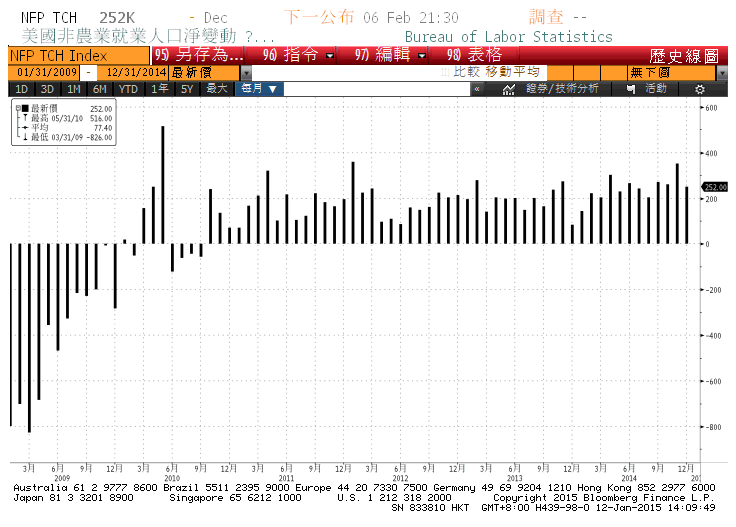 NFP TCH 252K - Dec 下一公布 06 Feb 21:30 調查 --
美國非農業就業人口淨變動 ?... Bureau of Labor Statistics
NFP TCH Index 95) 另存為... 96) 指令 97) 編輯 98) 表格 歷史線圖
01/31/2009 - 12/31/2014 最新價 比較 移動平均 無下圖
1D 3D 1M 6M YTD 1年 5Y 最大 每月 ▼ « 證券/技術分析 活動
最新價 252.00
最高 05/31/10 516.00
平均 77.40
最低 03/31/09 -826.00
600
400
252.00
200
0
-200
-400
-600
-800
3月 6月 9月 12月 3月 6月 9月 12月 3月 6月 9月 12月 3月 6月 9月 12月 3月 6月 9月 12月 3月 6月 9月 12月
2009 2010 2011 2012 2013 2014
Australia 61 2 9777 8600 Brazil 5511 2395 9000 Europe 44 20 7330 7500 Germany 49 69 9204 1210 Hong Kong 852 2977 6000
Japan 81 3 3201 8900 Singapore 65 6212 1000 U.S. 1 212 318 2000 Copyright 2015 Bloomberg Finance L.P.
SN 833810 HKT GMT+8:00 H439-98-0 12-Jan-2015 14:09:49